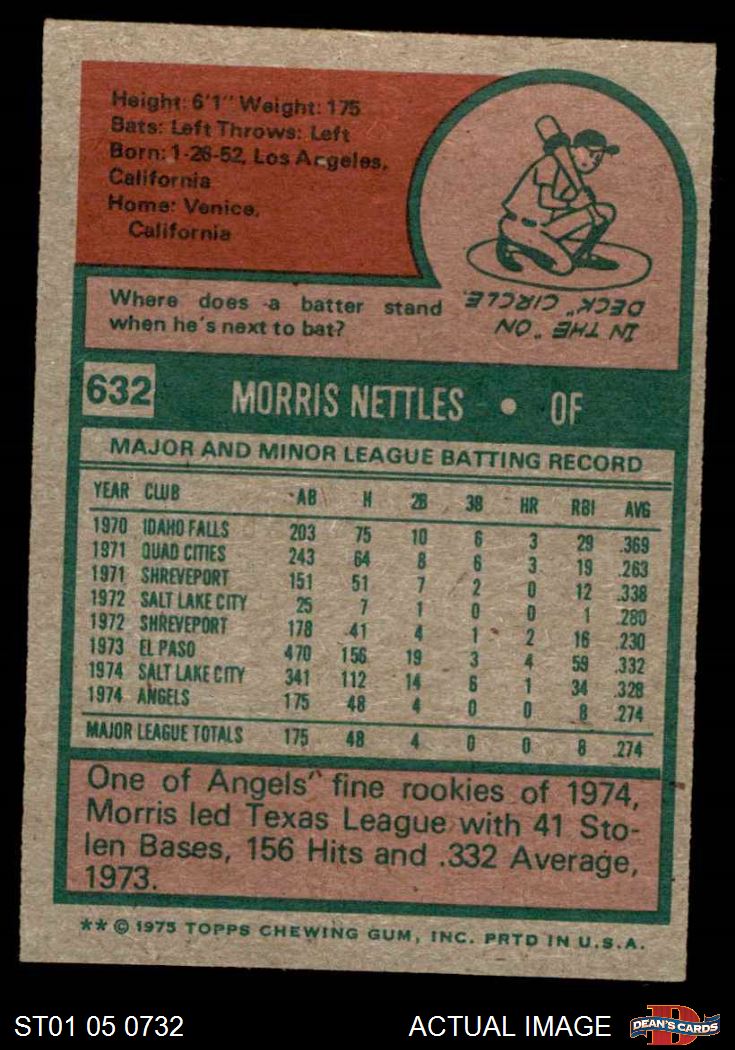 Height: 6'1" Weight: 175
Bats: Left Throws: Left
Born: 1-26-52, Los Angeles,
California
Home: Venice,
California
Where does a batter stand
when he's next to bat?
IN THE "ON
DECK" CIRCLE.
632 MORRIS NETTLES • OF
MAJOR AND MINOR LEAGUE BATTING RECORD
YEAR CLUB AB H 2B 3B HR RBI AVG
1970 IDAHO FALLS 203 75 10 6 3 29 .369
1971 QUAD CITIES 243 64 8 6 3 19 .263
1971 SHREVEPORT 151 51 7 2 0 12 .338
1972 SALT LAKE CITY 25 7 1 0 0 1 .280
1972 SHREVEPORT 178 41 4 1 2 16 .230
1973 EL PASO 470 156 19 3 4 59 .332
1974 SALT LAKE CITY 341 112 14 6 1 34 .328
1974 ANGELS 175 48 4 0 0 8 .274
MAJOR LEAGUE TOTALS 175 48 4 0 0 8 .274
One of Angels' fine rookies of 1974,
Morris led Texas League with 41 Sto-
len Bases, 156 Hits and .332 Average,
1973.
** © 1975 TOPPS CHEWING GUM, INC. PRTD IN U.S.A.
ST01 05 0732 ACTUAL IMAGE DEAN'S CARDS